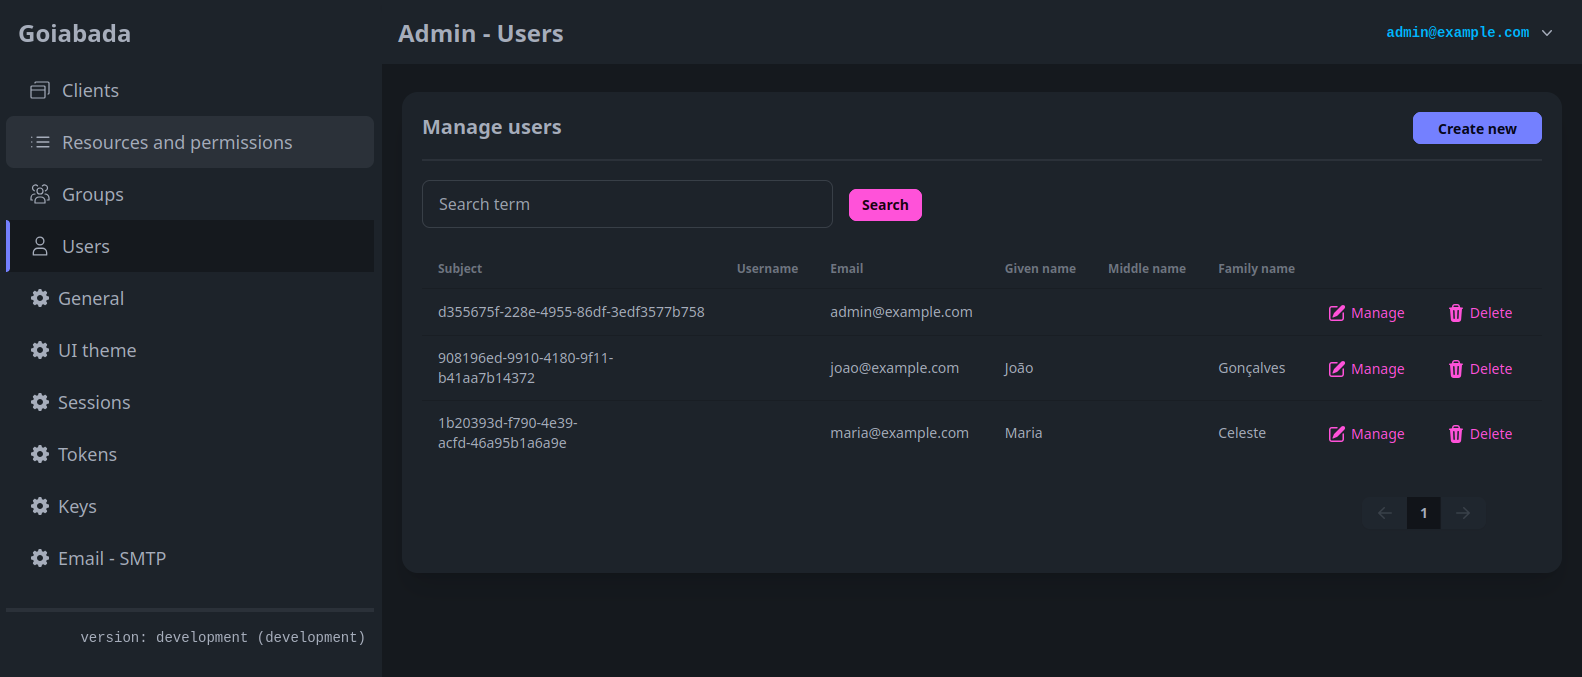 Goiabada
Admin - Users
admin@example.com
Clients
Resources and permissions
Groups
Users
General
UI theme
Sessions
Tokens
Keys
Email - SMTP
version: development (development)
Manage users
Create new
Search term
Search
Subject Username Email Given name Middle name Family name
d355675f-228e-4955-86df-3edf3577b758 admin@example.com Manage Delete
908196ed-9910-4180-9f11-
b41aa7b14372 joao@example.com João Gonçalves Manage Delete
1b20393d-f790-4e39-
acfd-46a95b1a6a9e maria@example.com Maria Celeste Manage Delete
1